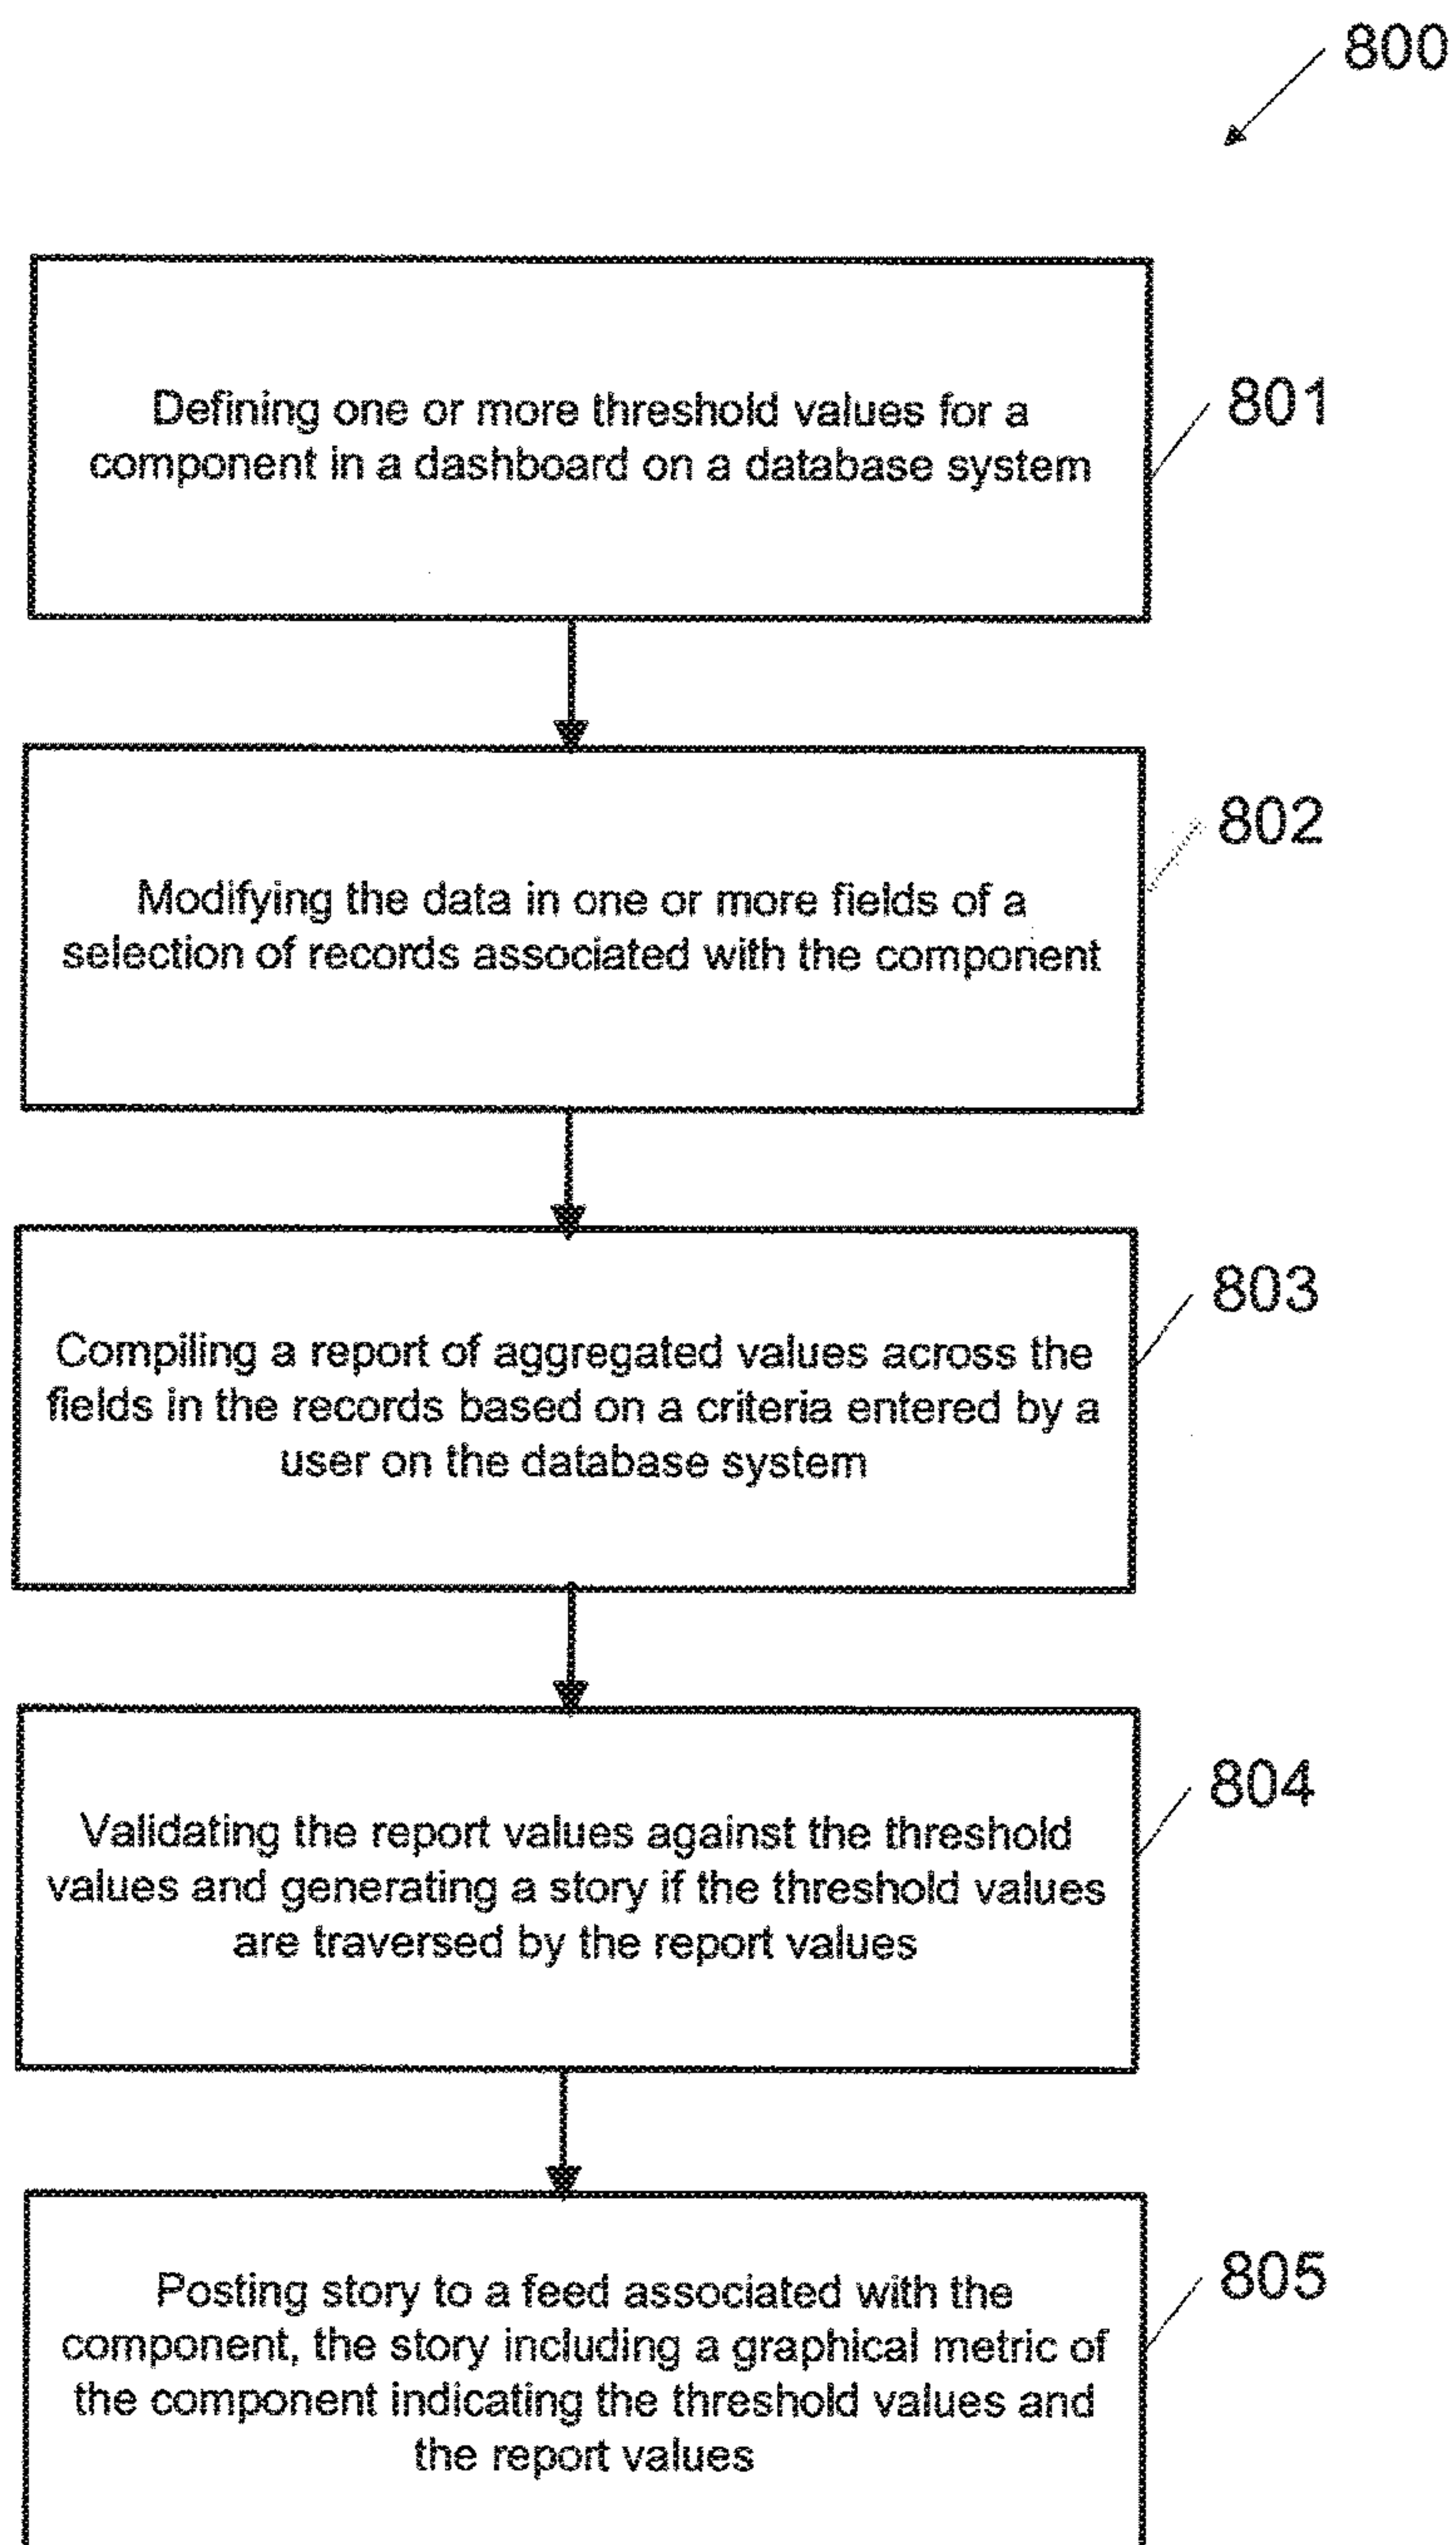 800
Defining one or more threshold values for a
component in a dashboard on a database system
801
Modifying the data in one or more fields of a
selection of records associated with the component
802
Compiling a report of aggregated values across the
fields in the records based on a criteria entered by a
user on the database system
803
Validating the report values against the threshold
values and generating a story if the threshold values
are traversed by the report values
804
Posting story to a feed associated with the
component, the story including a graphical metric of
the component indicating the threshold values and
the report values
805